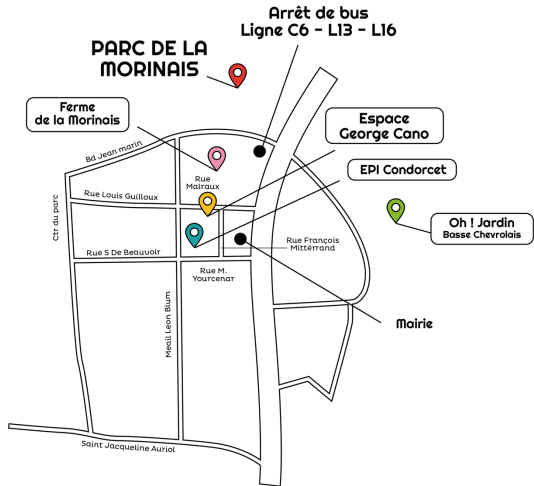 Arrêt de bus
Ligne C6 - L13 - L16
PARC DE LA
MORINAIS
Ferme
de la Morinais
Espace
George Cano
EPI Condorcet
Oh ! Jardin
Basse Chevrolais
Mairie
Bd Jean marin
Rue
Malraux
Rue Louis Guilloux
Ctr du parc
Rue S De Beauvoir
Rue François
Mittérrand
Rue M.
Yourcenar
Meail Leon Blum
Saint Jacqueline Auriol